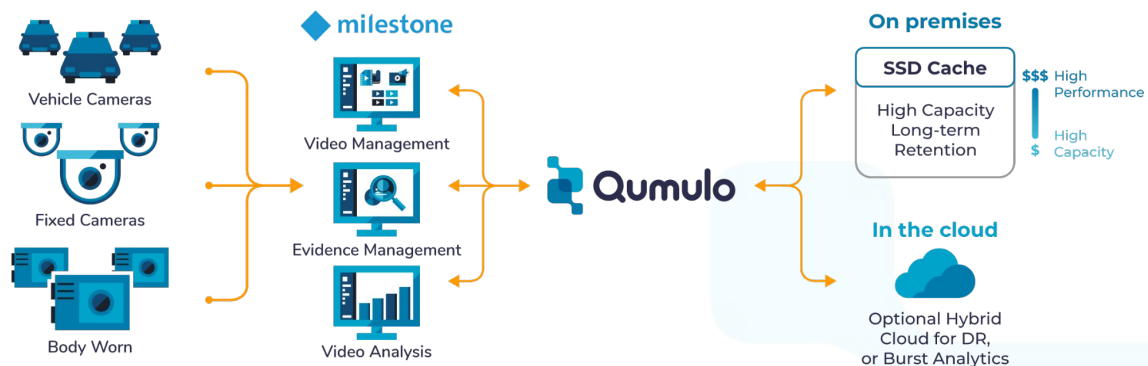 milestone
Vehicle Cameras
Fixed Cameras
Body Worn
Video Management
Evidence Management
Video Analysis
Qumulo
On premises
SSD Cache
High Capacity
Long-term
Retention
$$$ High
Performance
High
$ Capacity
In the cloud
Optional Hybrid
Cloud for DR,
or Burst Analytics